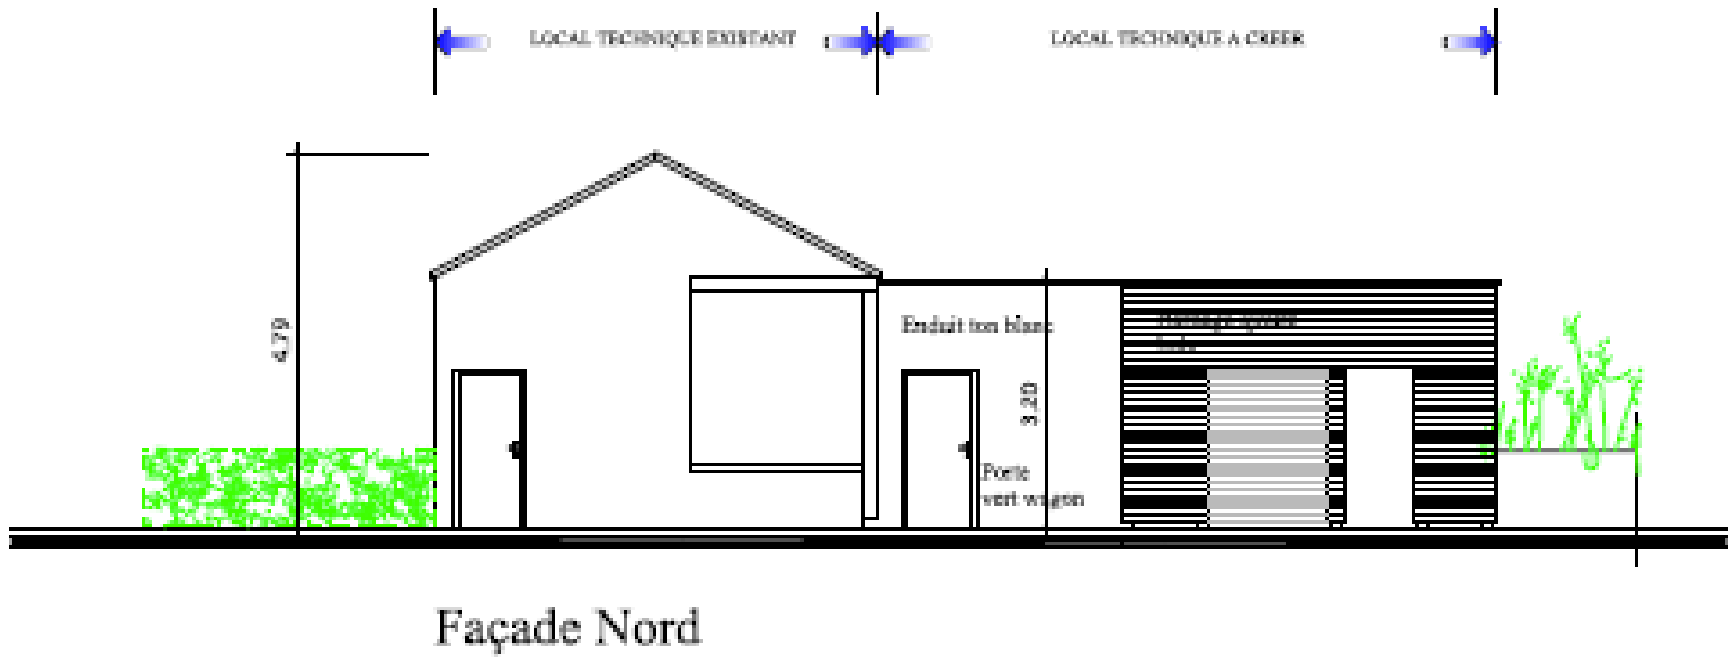 LOCAL TECHNIQUE EXISTANT
LOCAL TECHNIQUE A CREER
4,79
Enduit ton blanc
3,20
Porte
vert wagon
Façade Nord